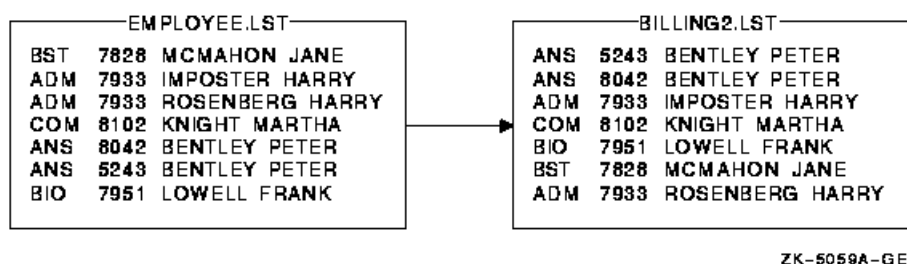 EMPLOYEE.LST
BST 7828 MCMAHON JANE
ADM 7933 IMPOSTER HARRY
ADM 7933 ROSENBERG HARRY
COM 8102 KNIGHT MARTHA
ANS 8042 BENTLEY PETER
ANS 5243 BENTLEY PETER
BIO 7951 LOWELL FRANK
BILLING2.LST
ANS 5243 BENTLEY PETER
ANS 8042 BENTLEY PETER
ADM 7933 IMPOSTER HARRY
COM 8102 KNIGHT MARTHA
BIO 7951 LOWELL FRANK
BST 7828 MCMAHON JANE
ADM 7933 ROSENBERG HARRY
ZK-5059A-GE